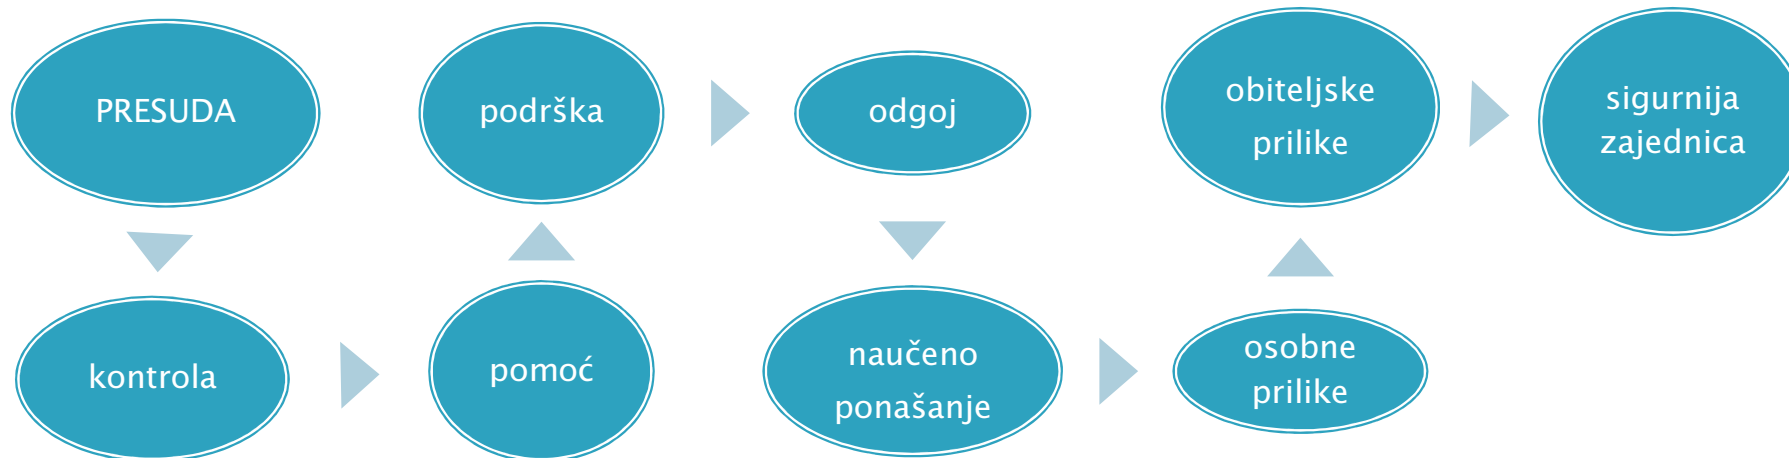 PRESUDA
kontrola
pomoć
podrška
odgoj
naučeno
ponašanje
osobne
prilike
obiteljske
prilike
sigurnija
zajednica